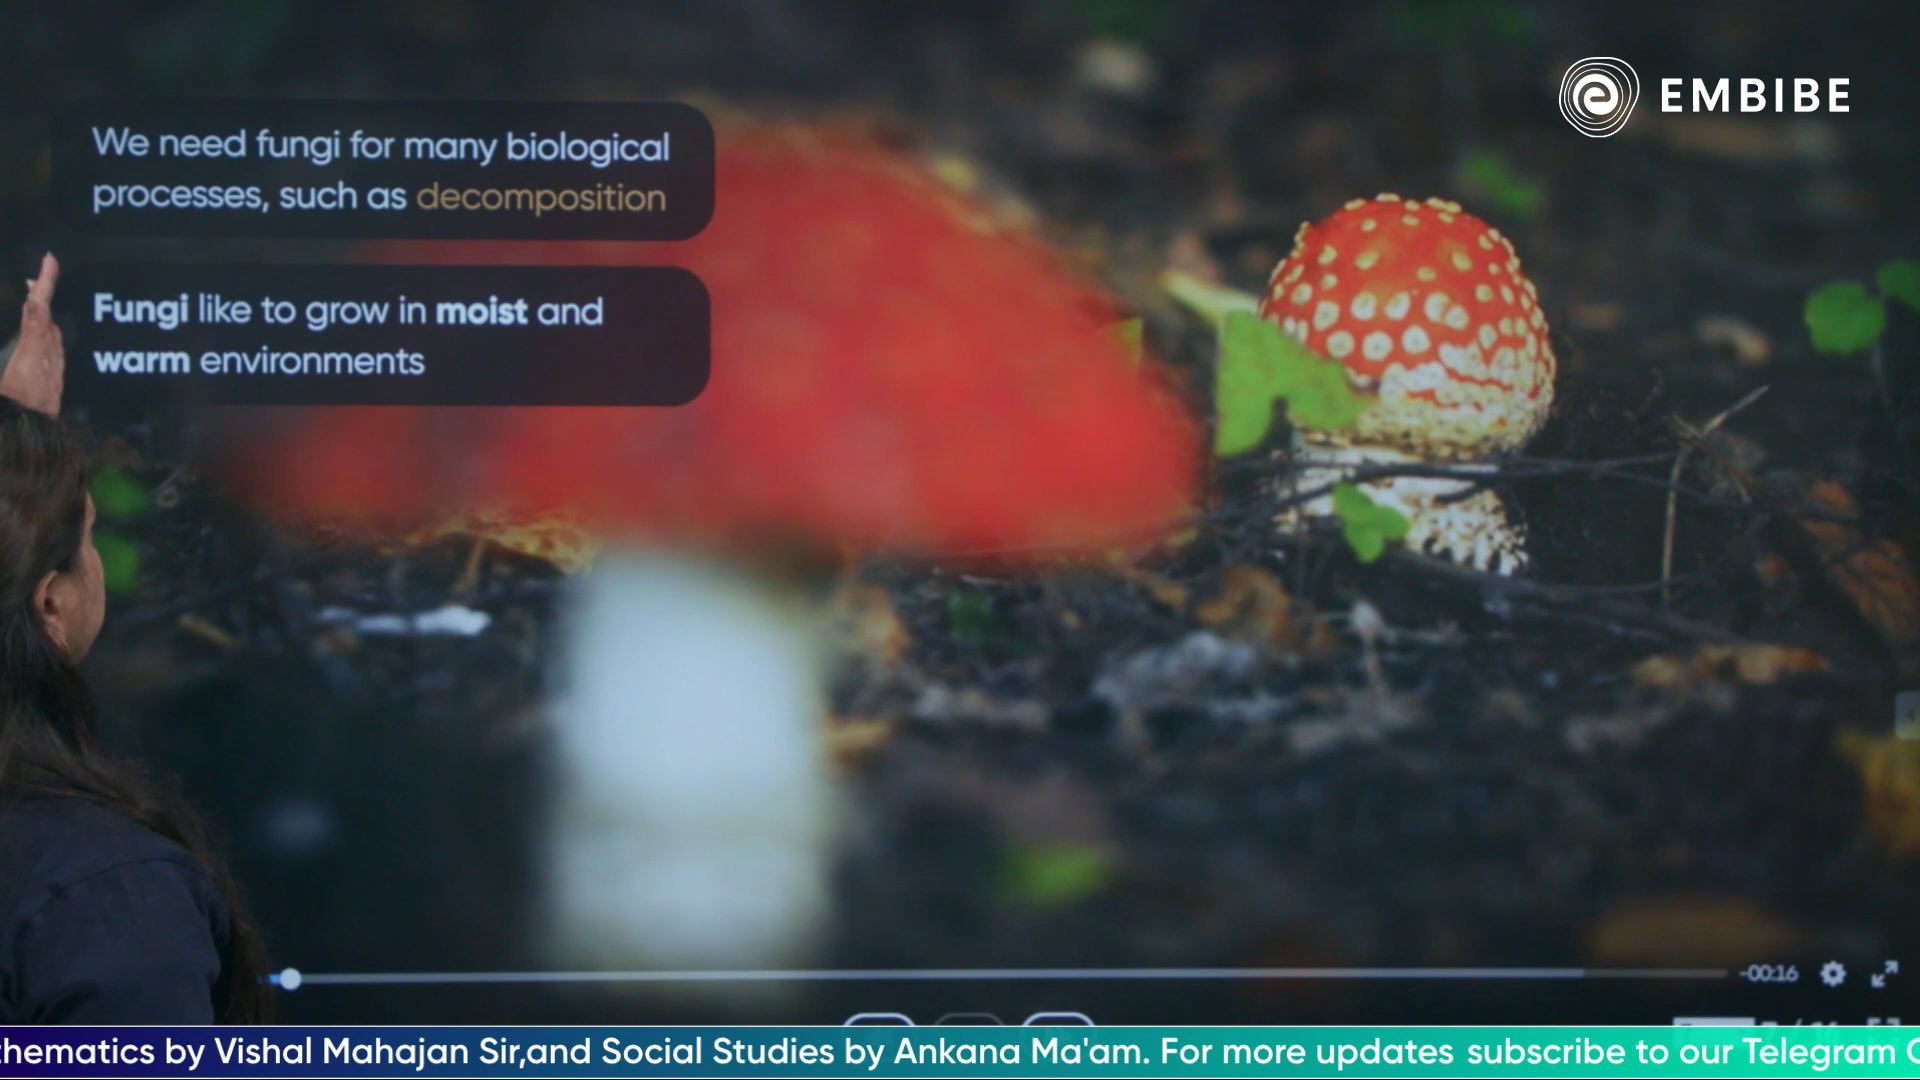 EMBIBE
We need fungi for many biological
processes, such as decomposition
Fungi like to grow in moist and
warm environments
-00:16
thematics by Vishal Mahajan Sir,and Social Studies by Ankana Ma'am. For more updates subscribe to our Telegram